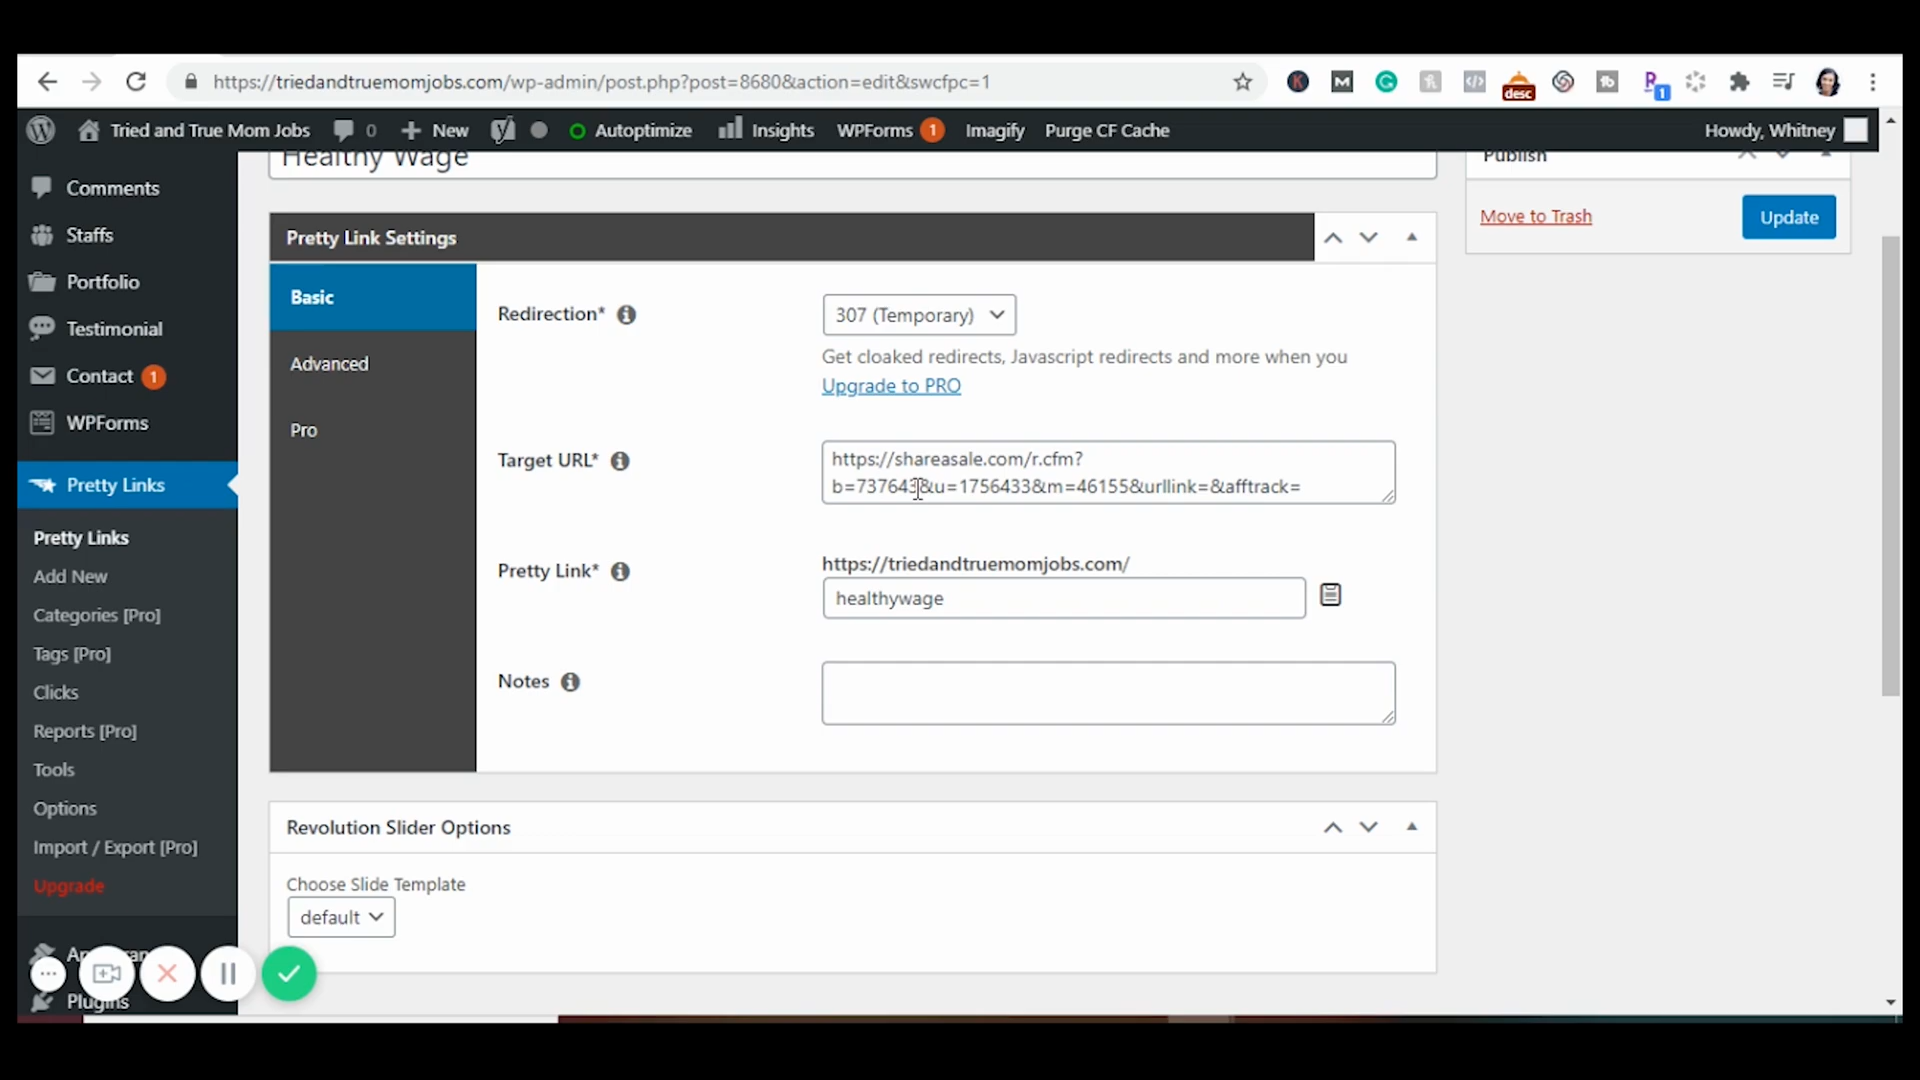 https://triedandtruemomjobs.com/wp-admin/post.php?post=8680&action=edit&swcfpc=1
desc
1
Tried and True Mom Jobs
0
New
Autoptimize
Insights
WPForms 1
Imagify
Purge CF Cache
Howdy, Whitney
Comments
Staffs
Portfolio
Testimonial
Contact 1
WPForms
Pretty Links
Pretty Links
Add New
Categories [Pro]
Tags [Pro]
Clicks
Reports [Pro]
Tools
Options
Import / Export [Pro]
Upgrade
Plugins
Healthy Wage
Pretty Link Settings
Basic
Advanced
Pro
Redirection*
307 (Temporary)
Get cloaked redirects, Javascript redirects and more when you
Upgrade to PRO
Target URL*
https://shareasale.com/r.cfm?
b=737643&u=1756433&m=46155&urllink=&afftrack=
Pretty Link*
https://triedandtruemomjobs.com/
healthywage
Notes
Revolution Slider Options
Choose Slide Template
default
Publish
Move to Trash
Update